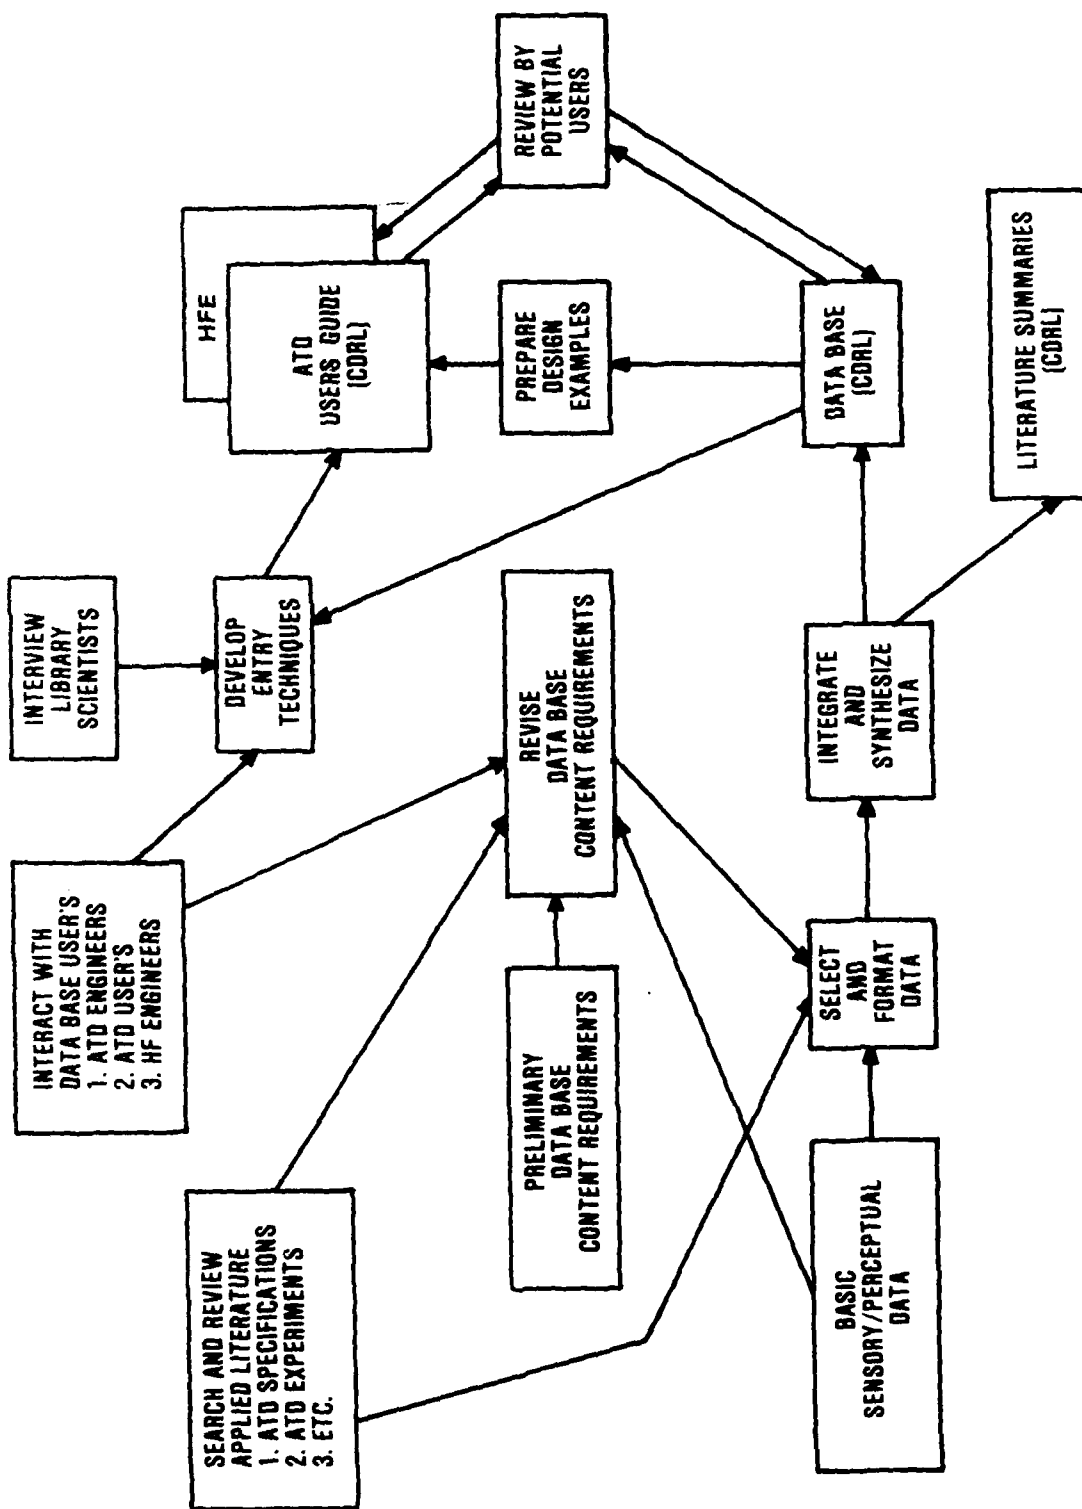 SEARCH AND REVIEW
APPLIED LITERATURE
1. ATD SPECIFICATIONS
2. ATD EXPERIMENTS
3. ETC.
INTERACT WITH
DATA BASE USER'S
1. ATD ENGINEERS
2. ATD USER'S
3. HF ENGINEERS
INTERVIEW
LIBRARY
SCIENTISTS
DEVELOP
ENTRY
TECHNIQUES
HFE
ATD
USERS GUIDE
(CDRL)
PRELIMINARY
DATA BASE
CONTENT REQUIREMENTS
REVISE
DATA BASE
CONTENT REQUIREMENTS
PREPARE
DESIGN
EXAMPLES
REVIEW BY
POTENTIAL
USERS
BASIC
SENSORY/PERCEPTUAL
DATA
SELECT
AND
FORMAT
DATA
INTEGRATE
AND
SYNTHESIZE
DATA
DATA BASE
(CDRL)
LITERATURE SUMMARIES
(CDRL)